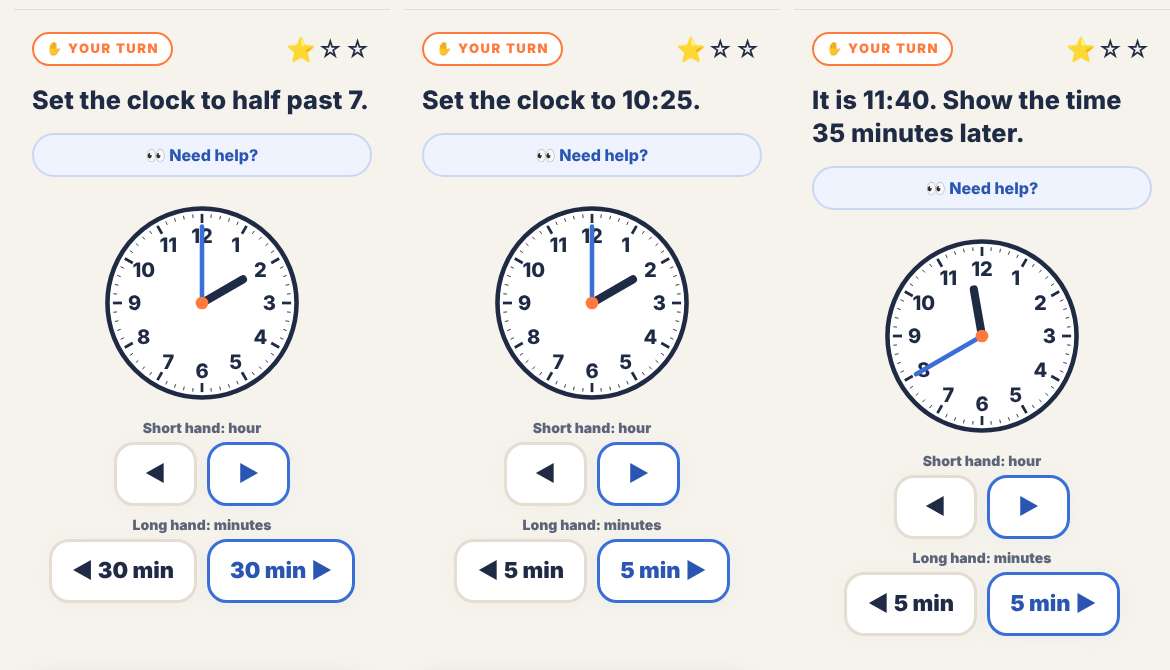 YOUR TURN
Set the clock to half past 7.
Need help?
12
1
2
3
4
5
6
7
8
9
10
11
Short hand: hour
◀ ▶
Long hand: minutes
◀ 30 min 30 min ▶
YOUR TURN
Set the clock to 10:25.
Need help?
12
1
2
3
4
5
6
7
8
9
10
11
Short hand: hour
◀ ▶
Long hand: minutes
◀ 5 min 5 min ▶
YOUR TURN
It is 11:40. Show the time
35 minutes later.
Need help?
12
1
2
3
4
5
6
7
8
9
10
11
Short hand: hour
◀ ▶
Long hand: minutes
◀ 5 min 5 min ▶